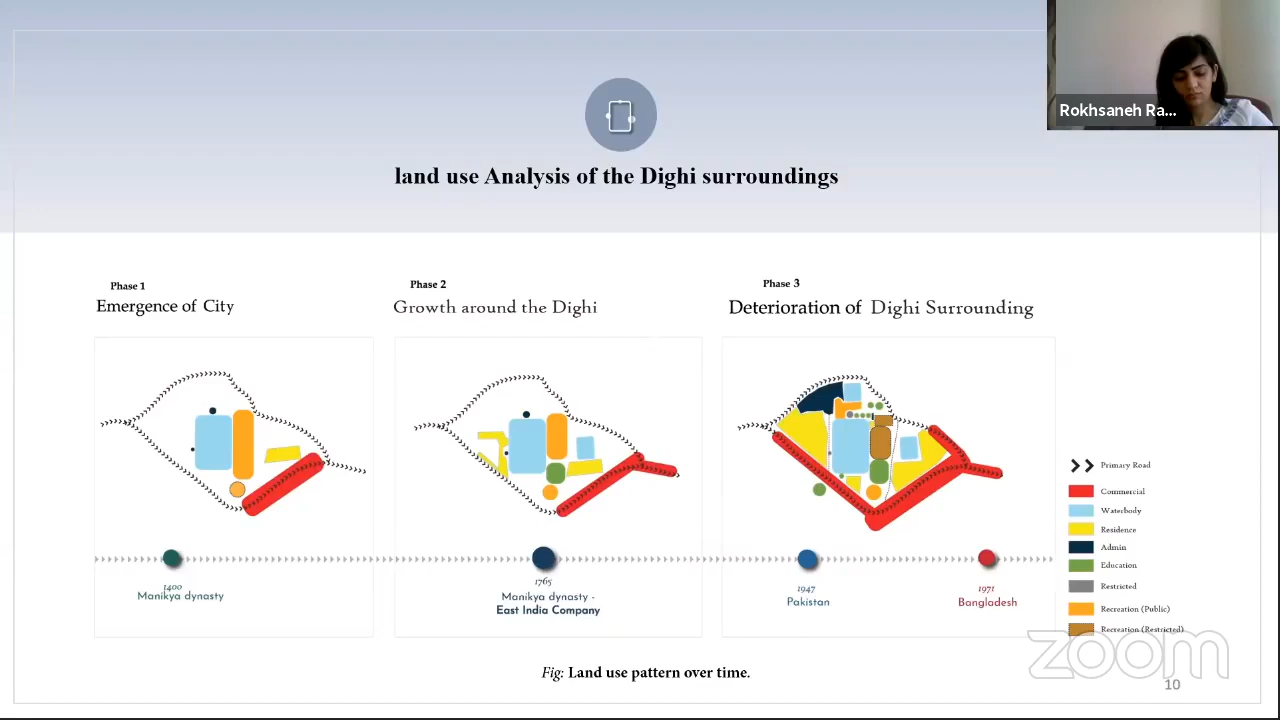 Rokhsaneh Ra...
land use Analysis of the Dighi surroundings
Phase 1
Emergence of City
Phase 2
Growth around the Dighi
Phase 3
Deterioration of Dighi Surrounding
1400
Manikya dynasty
1765
Manikya dynasty -
East India Company
1947
Pakistan
1971
Bangladesh
Primary Road
Commercial
Waterbody
Residence
Admin
Education
Restricted
Recreation (Public)
Recreation (Restricted)
Fig: Land use pattern over time.
zoom
10